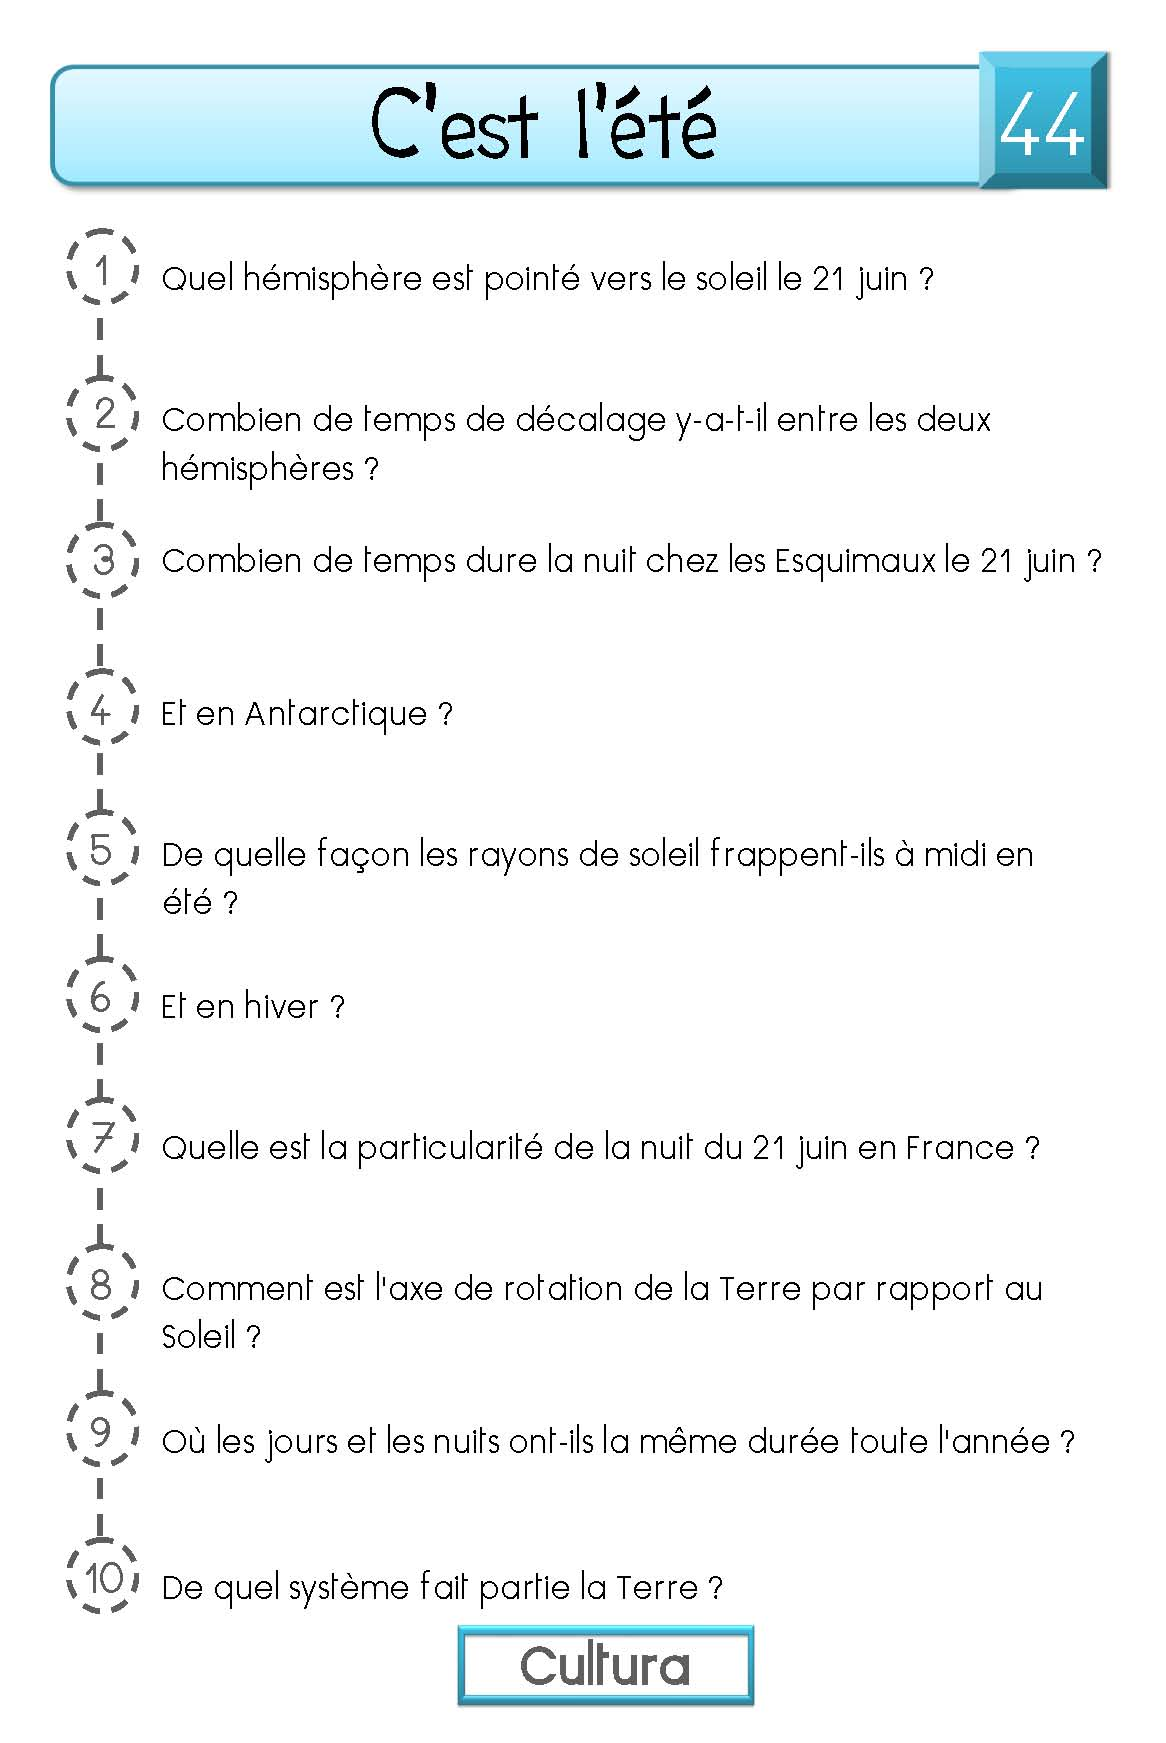 C'est l'été
44
1
Quel hémisphère est pointé vers le soleil le 21 juin ?
2
Combien de temps de décalage y-a-t-il entre les deux
hémisphères ?
3
Combien de temps dure la nuit chez les Esquimaux le 21 juin ?
4
Et en Antarctique ?
5
De quelle façon les rayons de soleil frappent-ils à midi en
été ?
6
Et en hiver ?
7
Quelle est la particularité de la nuit du 21 juin en France ?
8
Comment est l'axe de rotation de la Terre par rapport au
Soleil ?
9
Où les jours et les nuits ont-ils la même durée toute l'année ?
10
De quel système fait partie la Terre ?
Cultura